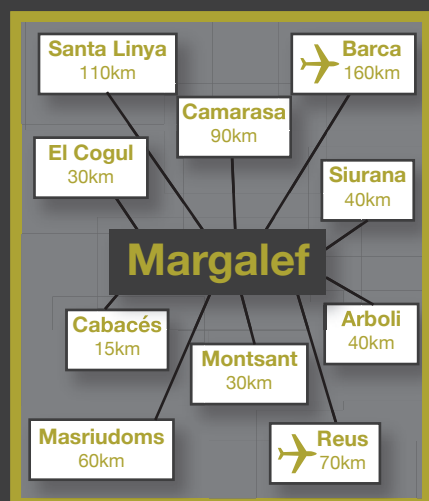 Santa Linya
110km
Barca
160km
Camarasa
90km
El Cogul
30km
Siurana
40km
Margalef
Cabacés
15km
Arboli
40km
Montsant
30km
Masriudoms
60km
Reus
70km